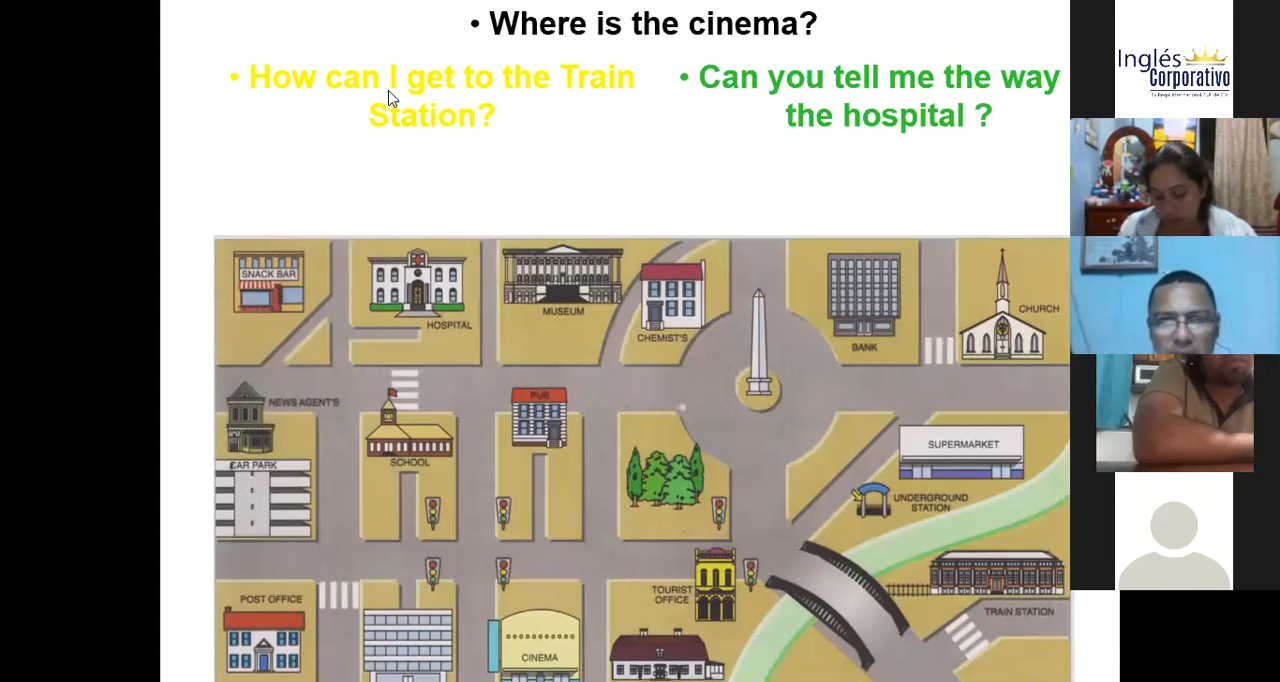 • Where is the cinema?
• How can I get to the Train
Station?
• Can you tell me the way
the hospital ?
Inglés
Corporativo
SNACK BAR
HOSPITAL
MUSEUM
CHEMIST'S
BANK
CHURCH
NEWS AGENT'S
CAR PARK
SCHOOL
PUB
SUPERMARKET
UNDERGROUND
STATION
POST OFFICE
TOURIST
OFFICE
TRAIN STATION
CINEMA